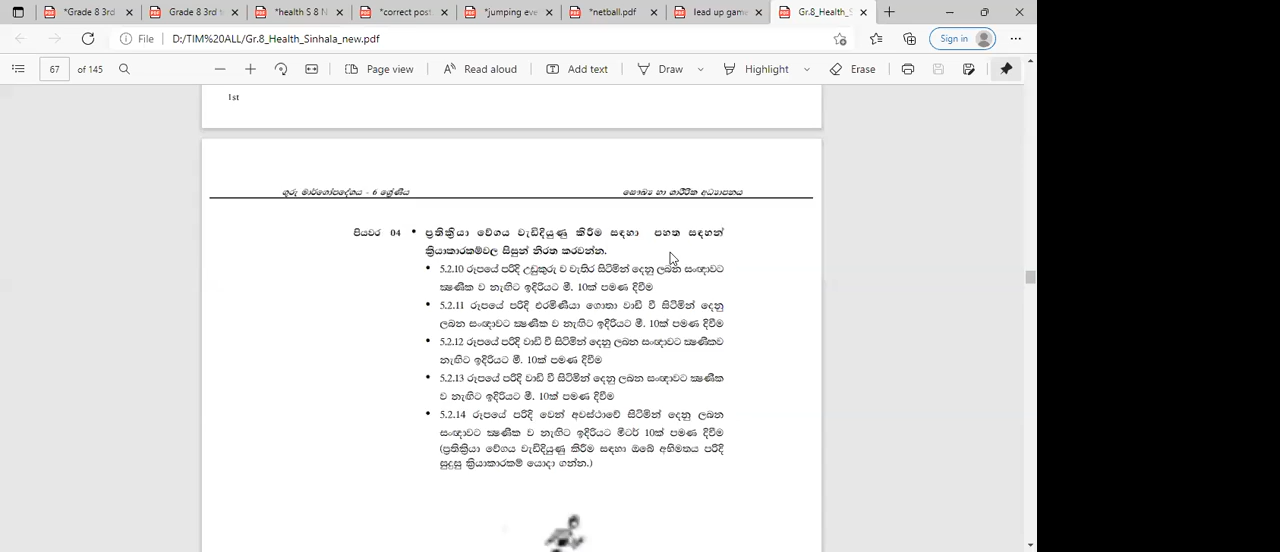 *Grade 8 3rd
Grade 8 3rd t
*health S 8 N
*correct post
*jumping eve
*netball.pdf
lead up gam
Gr.8_Health_S
File
D:/TIM%20ALL/Gr.8_Health_Sinhala_new.pdf
Sign in
67 of 145
Page view
Read aloud
Add text
Draw
Highlight
Erase
1st
ගුරු මාර්ගෝපදේශය - 6 ශ්‍රේණිය
සෞඛ්‍ය හා ශාරීරික අධ්‍යාපනය
පියවර 04 • ප්‍රතික්‍රියා වේගය වැඩිදියුණු කිරීම සඳහා පහත සඳහන්
ක්‍රියාකාරකම්වල සිසුන් නිරත කරවන්න.
• 5.2.10 රූපයේ පරිදි උඩුකුරු ව වැතිර සිටිමින් දෙනු ලබන සංඥාවට
ක්‍ෂණික ව නැඟිට ඉදිරියට මී. 10ක් පමණ දිවීම
• 5.2.11 රූපයේ පරිදි එරමිණියා ගොතා වාඩි වී සිටිමින් දෙනු
ලබන සංඥාවට ක්‍ෂණික ව නැඟිට ඉදිරියට මී. 10ක් පමණ දිවීම
• 5.2.12 රූපයේ පරිදි වාඩි වී සිටිමින් දෙනු ලබන සංඥාවට ක්‍ෂණිකව
නැඟිට ඉදිරියට මී. 10ක් පමණ දිවීම
• 5.2.13 රූපයේ පරිදි වාඩි වී සිටිමින් දෙනු ලබන සංඥාවට ක්‍ෂණික
ව නැඟිට ඉදිරියට මී. 10ක් පමණ දිවීම
• 5.2.14 රූපයේ පරිදි වෙන් අවස්ථාවේ සිටිමින් දෙනු ලබන
සංඥාවට ක්‍ෂණික ව නැඟිට ඉදිරියට මීටර් 10ක් පමණ දිවීම
(ප්‍රතික්‍රියා වේගය වැඩිදියුණු කිරීම සඳහා ඔබේ අභිමතය පරිදි
සුදුසු ක්‍රියාකාරකම් යොදා ගන්න.)